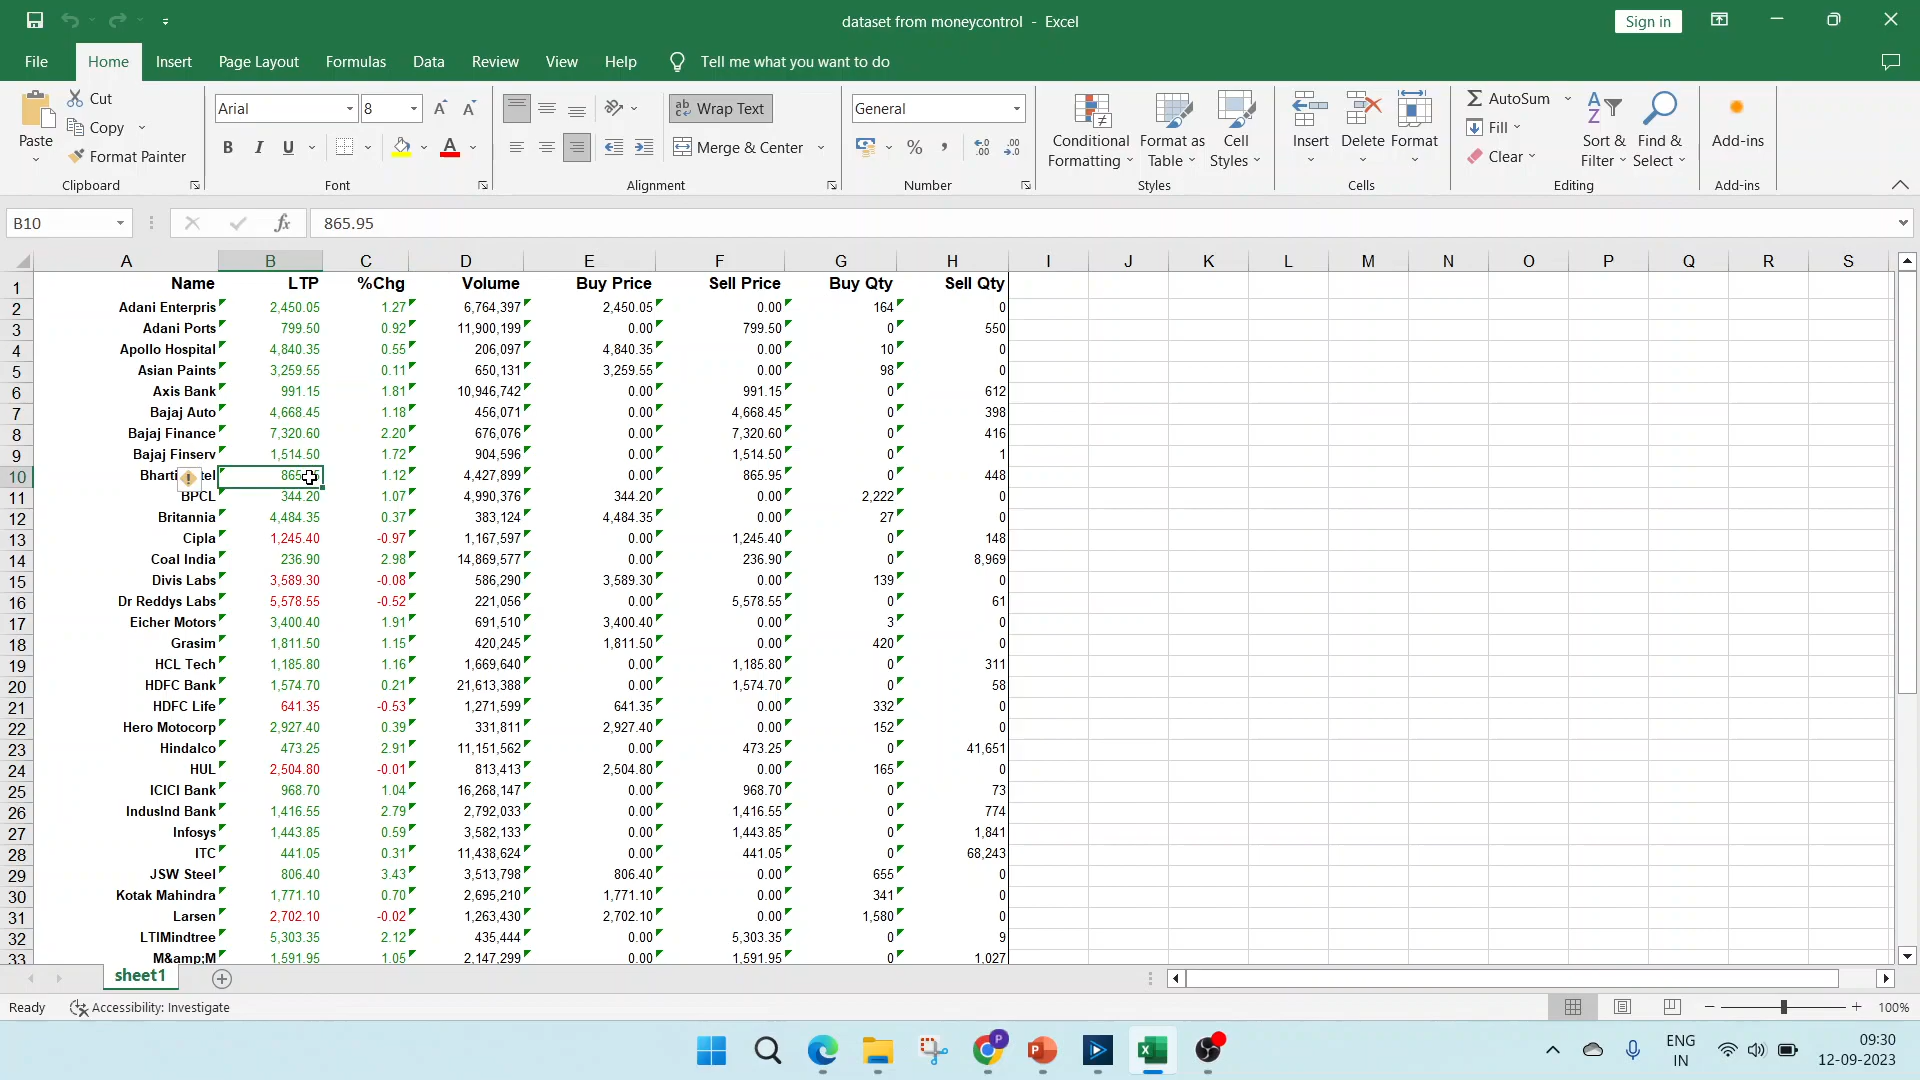 dataset from moneycontrol - Excel
Sign in
File Home Insert Page Layout Formulas Data Review View Help Tell me what you want to do
Paste
Cut
Copy
Format Painter
Clipboard
Arial 8
A A
B I U A
Font
ab Wrap Text
Merge & Center
Alignment
General
%
Number
Conditional Formatting
Format as Table
Cell Styles
Styles
Insert Delete Format
Cells
AutoSum
Fill
Clear
Sort & Filter
Find & Select
Editing
Add-ins
Add-ins
B10 fx 865.95
A B C D E F G H I J K L M N O P Q R S
1 Name LTP %Chg Volume Buy Price Sell Price Buy Qty Sell Qty
2 Adani Enterpris 2,450.05 1.27 6,764,397 2,450.05 0.00 164 0
3 Adani Ports 799.50 0.92 11,900,199 0.00 799.50 0 550
4 Apollo Hospital 4,840.35 0.55 206,097 4,840.35 0.00 10 0
5 Asian Paints 3,259.55 0.11 650,131 3,259.55 0.00 98 0
6 Axis Bank 991.15 1.81 10,946,742 0.00 991.15 0 612
7 Bajaj Auto 4,668.45 1.18 456,071 0.00 4,668.45 0 398
8 Bajaj Finance 7,320.60 2.20 676,076 0.00 7,320.60 0 416
9 Bajaj Finserv 1,514.50 1.72 904,596 0.00 1,514.50 0 1
10 1.12 4,427,899 0.00 865.95 0 448
11 BPCL 344.20 1.07 4,990,376 344.20 0.00 2,222 0
12 Britannia 4,484.35 0.37 383,124 4,484.35 0.00 27 0
13 Cipla 1,245.40 -0.97 1,167,597 0.00 1,245.40 0 148
14 Coal India 236.90 2.98 14,869,577 0.00 236.90 0 8,969
15 Divis Labs 3,589.30 -0.08 586,290 3,589.30 0.00 139 0
16 Dr Reddys Labs 5,578.55 -0.52 221,056 0.00 5,578.55 0 61
17 Eicher Motors 3,400.40 1.91 691,510 3,400.40 0.00 3 0
18 Grasim 1,811.50 1.15 420,245 1,811.50 0.00 420 0
19 HCL Tech 1,185.80 1.16 1,669,640 0.00 1,185.80 0 311
20 HDFC Bank 1,574.70 0.21 21,613,388 0.00 1,574.70 0 58
21 HDFC Life 641.35 -0.53 1,271,599 641.35 0.00 332 0
22 Hero Motocorp 2,927.40 0.39 331,811 2,927.40 0.00 152 0
23 Hindalco 473.25 2.91 11,151,562 0.00 473.25 0 41,651
24 HUL 2,504.80 -0.01 813,413 2,504.80 0.00 165 0
25 ICICI Bank 968.70 1.04 16,268,147 0.00 968.70 0 73
26 IndusInd Bank 1,416.55 2.79 2,792,033 0.00 1,416.55 0 774
27 Infosys 1,443.85 0.59 3,582,133 0.00 1,443.85 0 1,841
28 ITC 441.05 0.31 11,438,624 0.00 441.05 0 68,243
29 JSW Steel 806.40 3.43 3,513,798 806.40 0.00 655 0
30 Kotak Mahindra 1,771.10 0.70 2,695,210 1,771.10 0.00 341 0
31 Larsen 2,702.10 -0.02 1,263,430 2,702.10 0.00 1,580 0
32 LTIMindtree 5,303.35 2.12 435,444 0.00 5,303.35 0 9
33 M&amp;M 1,591.95 1.05 2,147,299 0.00 1,591.95 0 1,027
sheet1
Ready Accessibility: Investigate 100%
ENG
IN
09:30
12-09-2023